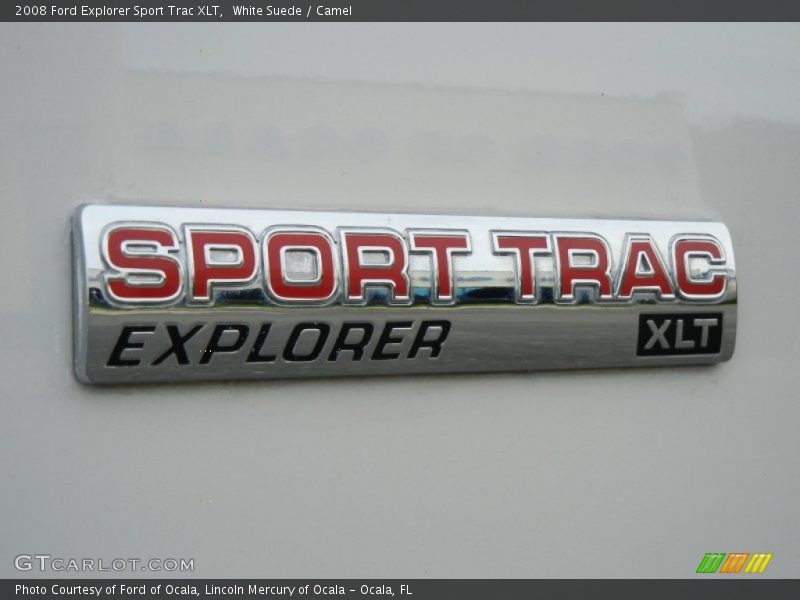 2008 Ford Explorer Sport Trac XLT,  White Suede / Camel
SPORT TRAC
EXPLORER XLT
GTCARLOT.COM
Photo Courtesy of Ford of Ocala, Lincoln Mercury of Ocala - Ocala, FL